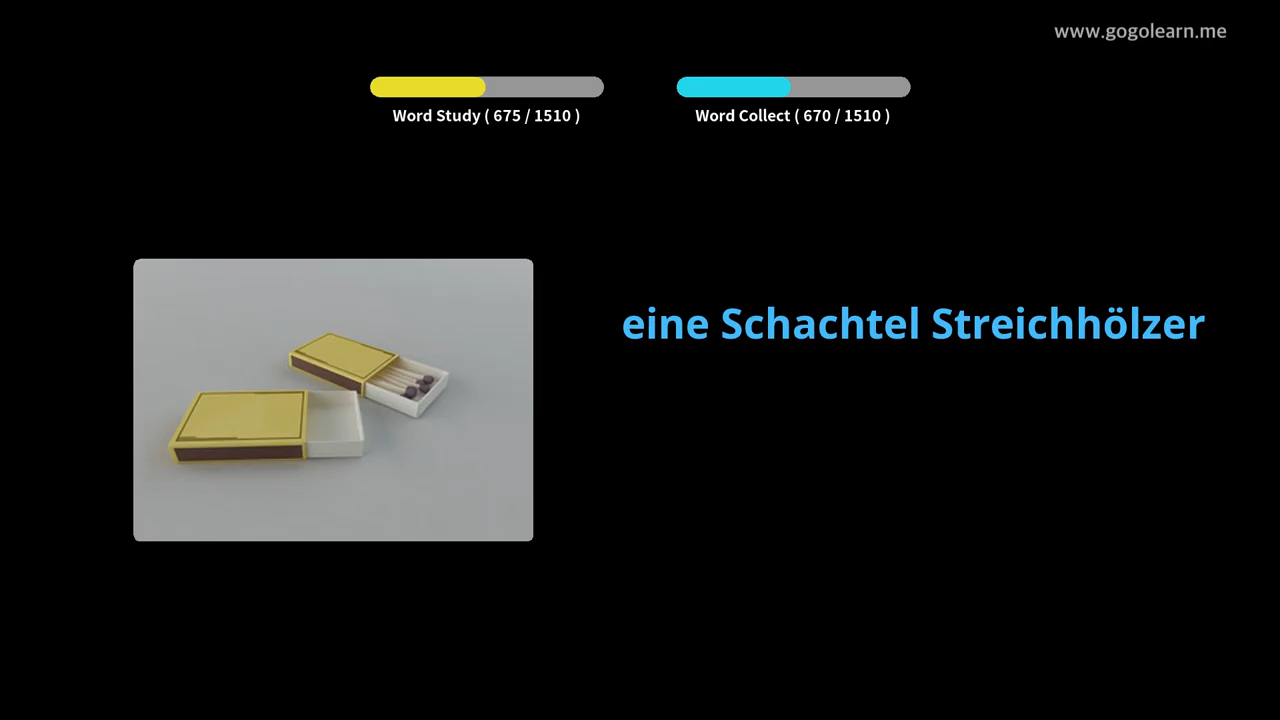 www.gogolearn.me
Word Study ( 675 / 1510 )
Word Collect ( 670 / 1510 )
eine Schachtel Streichhölzer